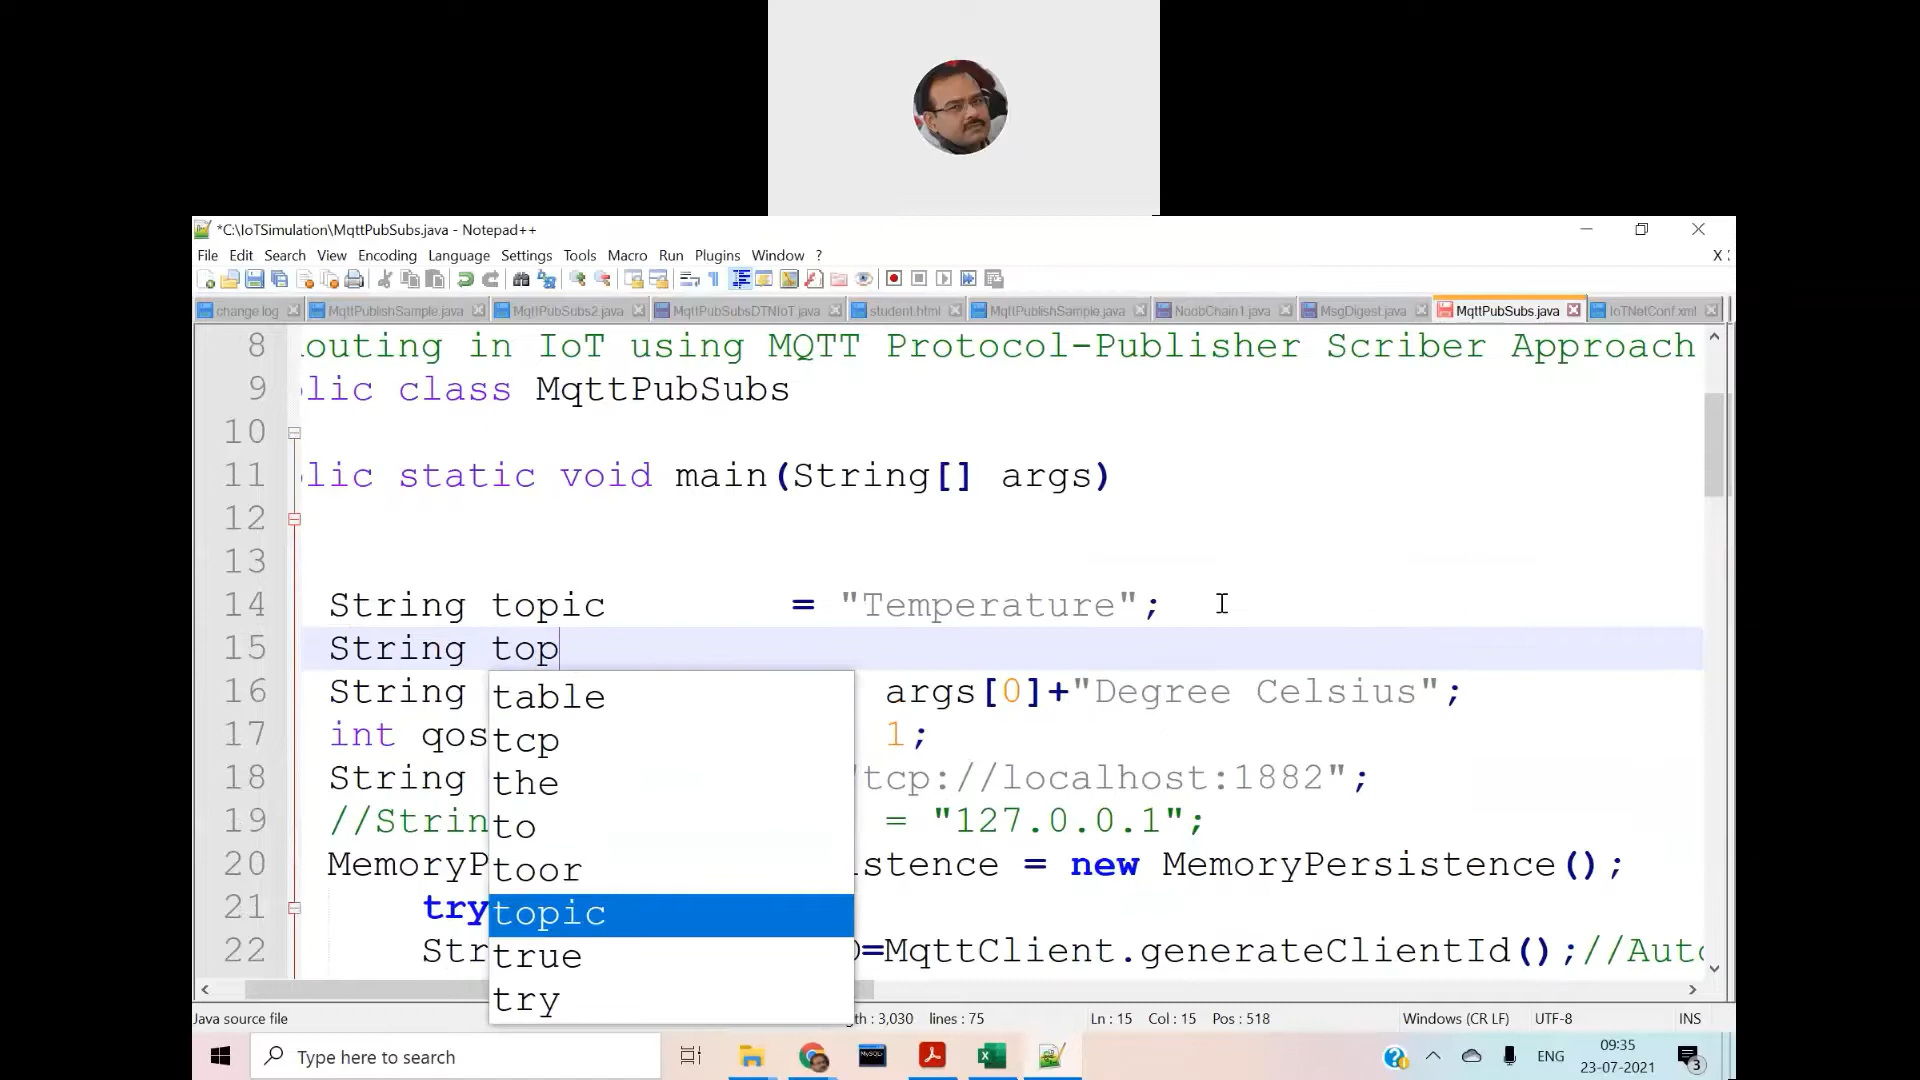 *C:\IoTSimulation\MqttPubSubs.java - Notepad++
File Edit Search View Encoding Language Settings Tools Macro Run Plugins Window ?
X
change log MqttPublishSample.java MqttPubSubs2.java MqttPubSubsDTNIoT.java student.html MqttPublishSample.java NoobChain1.java MsgDigest.java MqttPubSubs.java IoTNetConf.xml
8 outing in IoT using MQTT Protocol-Publisher Scriber Approach
9 lic class MqttPubSubs
10
11 lic static void main(String[] args)
12
13
14 String topic = "Temperature";
15 String top
16 String args[0]+"Degree Celsius";
17 int qos 1;
18 String "tcp://localhost:1882";
19 //Strin = "127.0.0.1";
20 MemoryP istence = new MemoryPersistence();
21 try
22 Str =MqttClient.generateClientId();//Auto
table
tcp
the
to
toor
topic
true
try
Java source file gth : 3,030 lines : 75 Ln : 15 Col : 15 Pos : 518 Windows (CR LF) UTF-8 INS
Type here to search
MySQL
ENG
09:35
23-07-2021
3